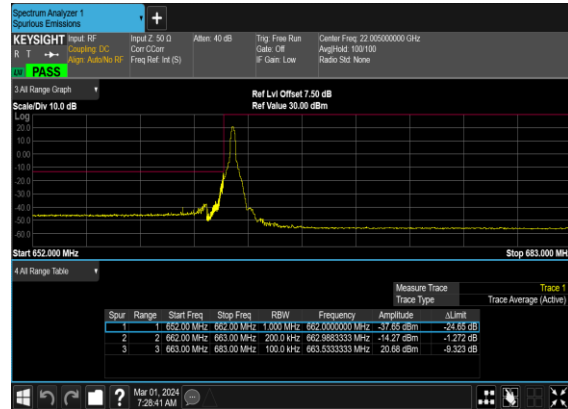 Spectrum Analyzer 1
Spurious Emissions
+
KEYSIGHT Input: RF Input Z: 50 Ω Atten: 40 dB Trig: Free Run Center Freq: 22.005000000 GHz
R T Coupling: DC Corr CCorr Gate: Off Avg|Hold: 100/100
Align: Auto/No RF Freq Ref: Int (S) IF Gain: Low Radio Std: None
LW PASS
3 All Range Graph
Ref Lvl Offset 7.50 dB
Scale/Div 10.0 dB Ref Value 30.00 dBm
Log
20.0
10.0
0.00
-10.0
-20.0
-30.0
-40.0
-50.0
-60.0
Start 652.000 MHz Stop 683.000 MH
4 All Range Table
Measure Trace Trace 1
Trace Type Trace Average (Active)
Spur Range Start Freq Stop Freq RBW Frequency Amplitude ΔLimit
1 1 652.00 MHz 662.00 MHz 1.000 MHz 662.0000000 MHz -37.65 dBm -24.65 dB
2 2 662.00 MHz 663.00 MHz 200.0 kHz 662.9883333 MHz -14.27 dBm -1.272 dB
3 3 663.00 MHz 683.00 MHz 100.0 kHz 663.5333333 MHz 20.68 dBm -9.323 dB
? Mar 01, 2024
7:28:41 AM